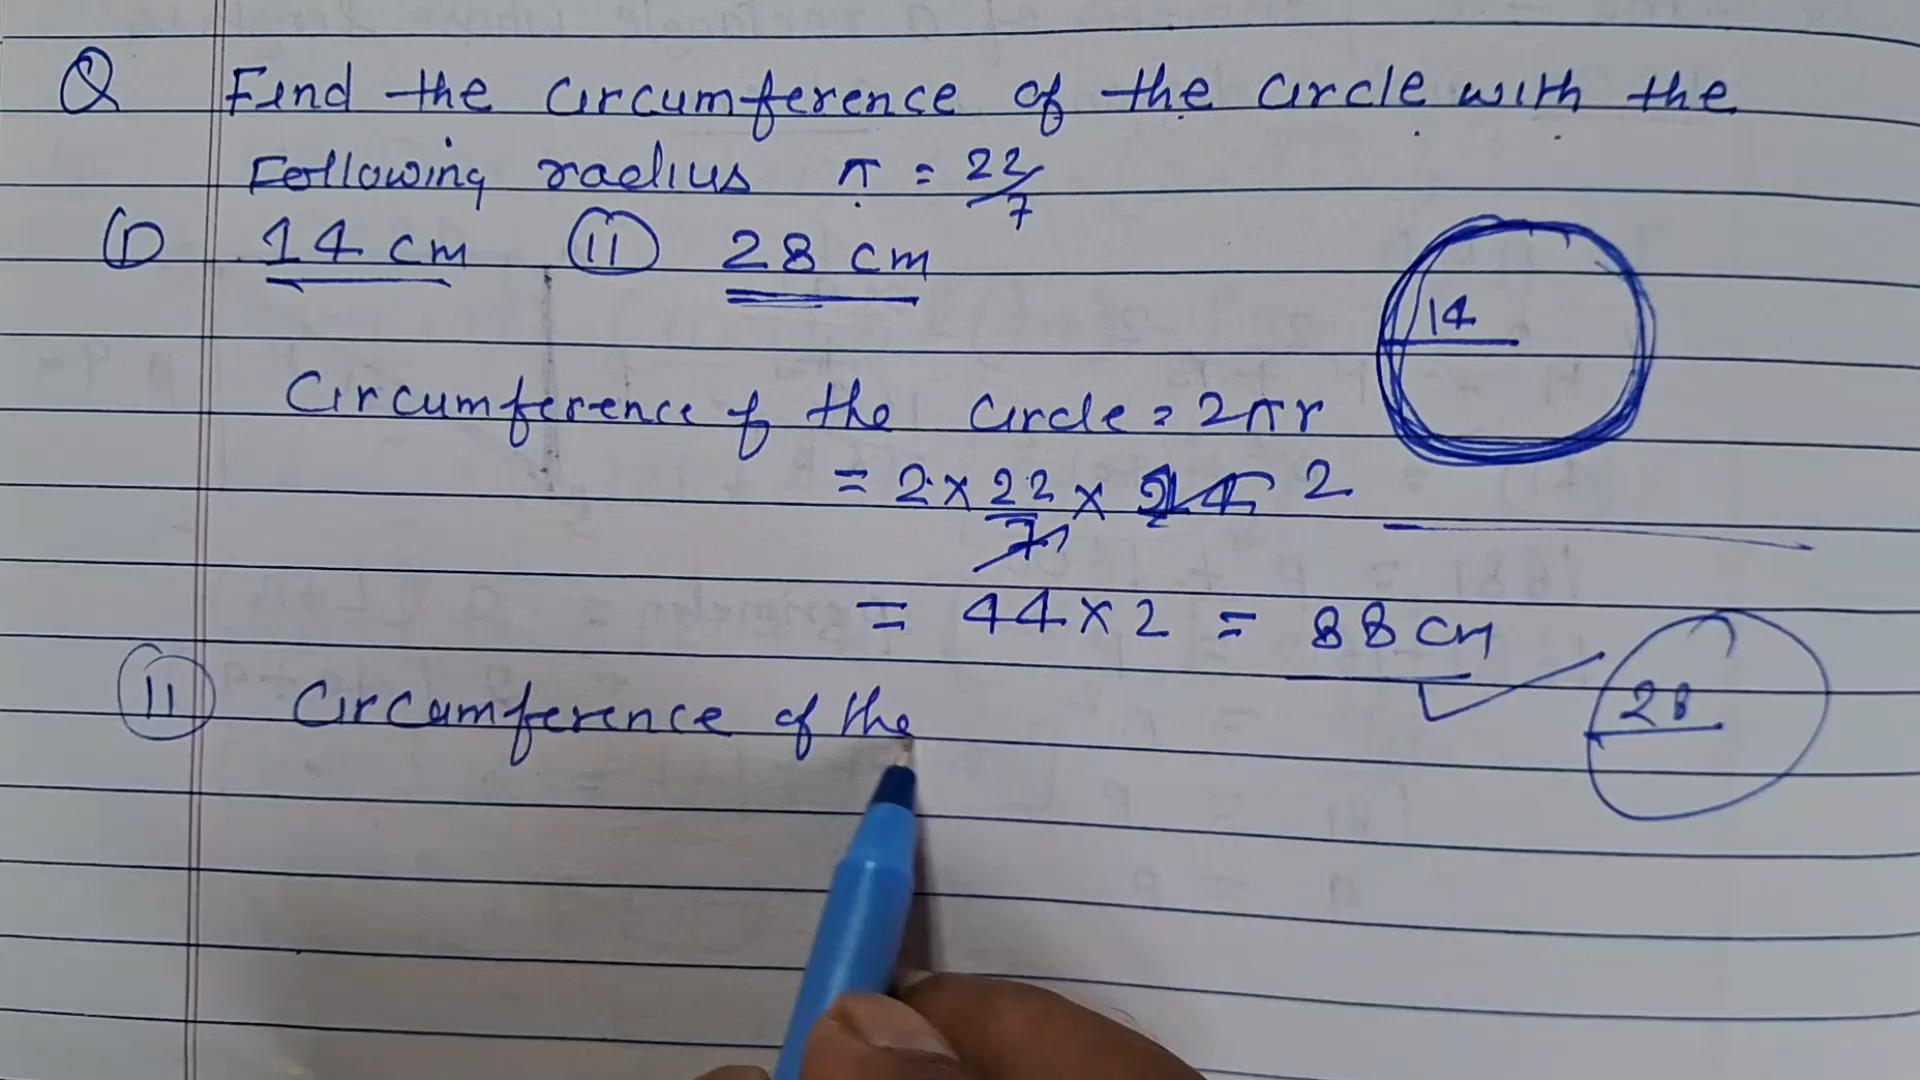 Q Find the circumference of the circle with the
Following radius π = 22/7
(I) 14 cm (II) 28 cm
14
Circumference of the circle = 2πr
= 2 × 22/7 × 14 2
= 44 × 2 = 88 cm
28
(II) Circumference of the